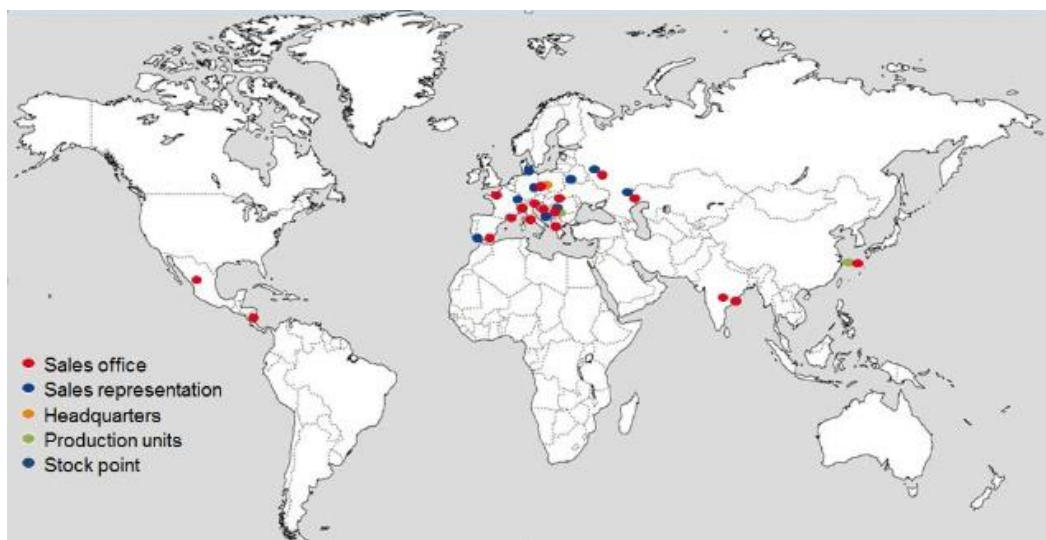 Sales office
Sales representation
Headquarters
Production units
Stock point